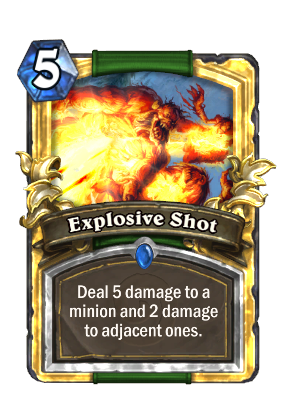 5
Explosive Shot
Deal 5 damage to a
minion and 2 damage
to adjacent ones.